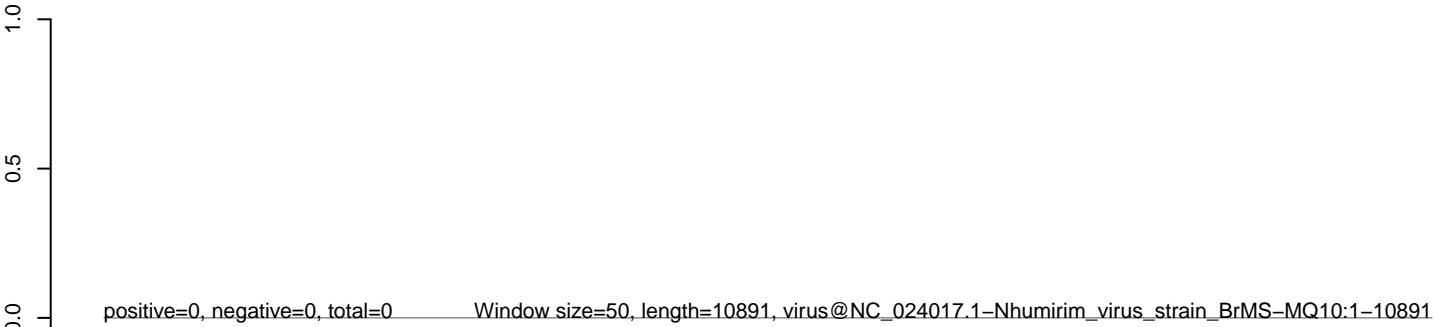 1.0
0.5
0.0
positive=0, negative=0, total=0 Window size=50, length=10891, virus@NC_024017.1−Nhumirim_virus_strain_BrMS−MQ10:1−10891